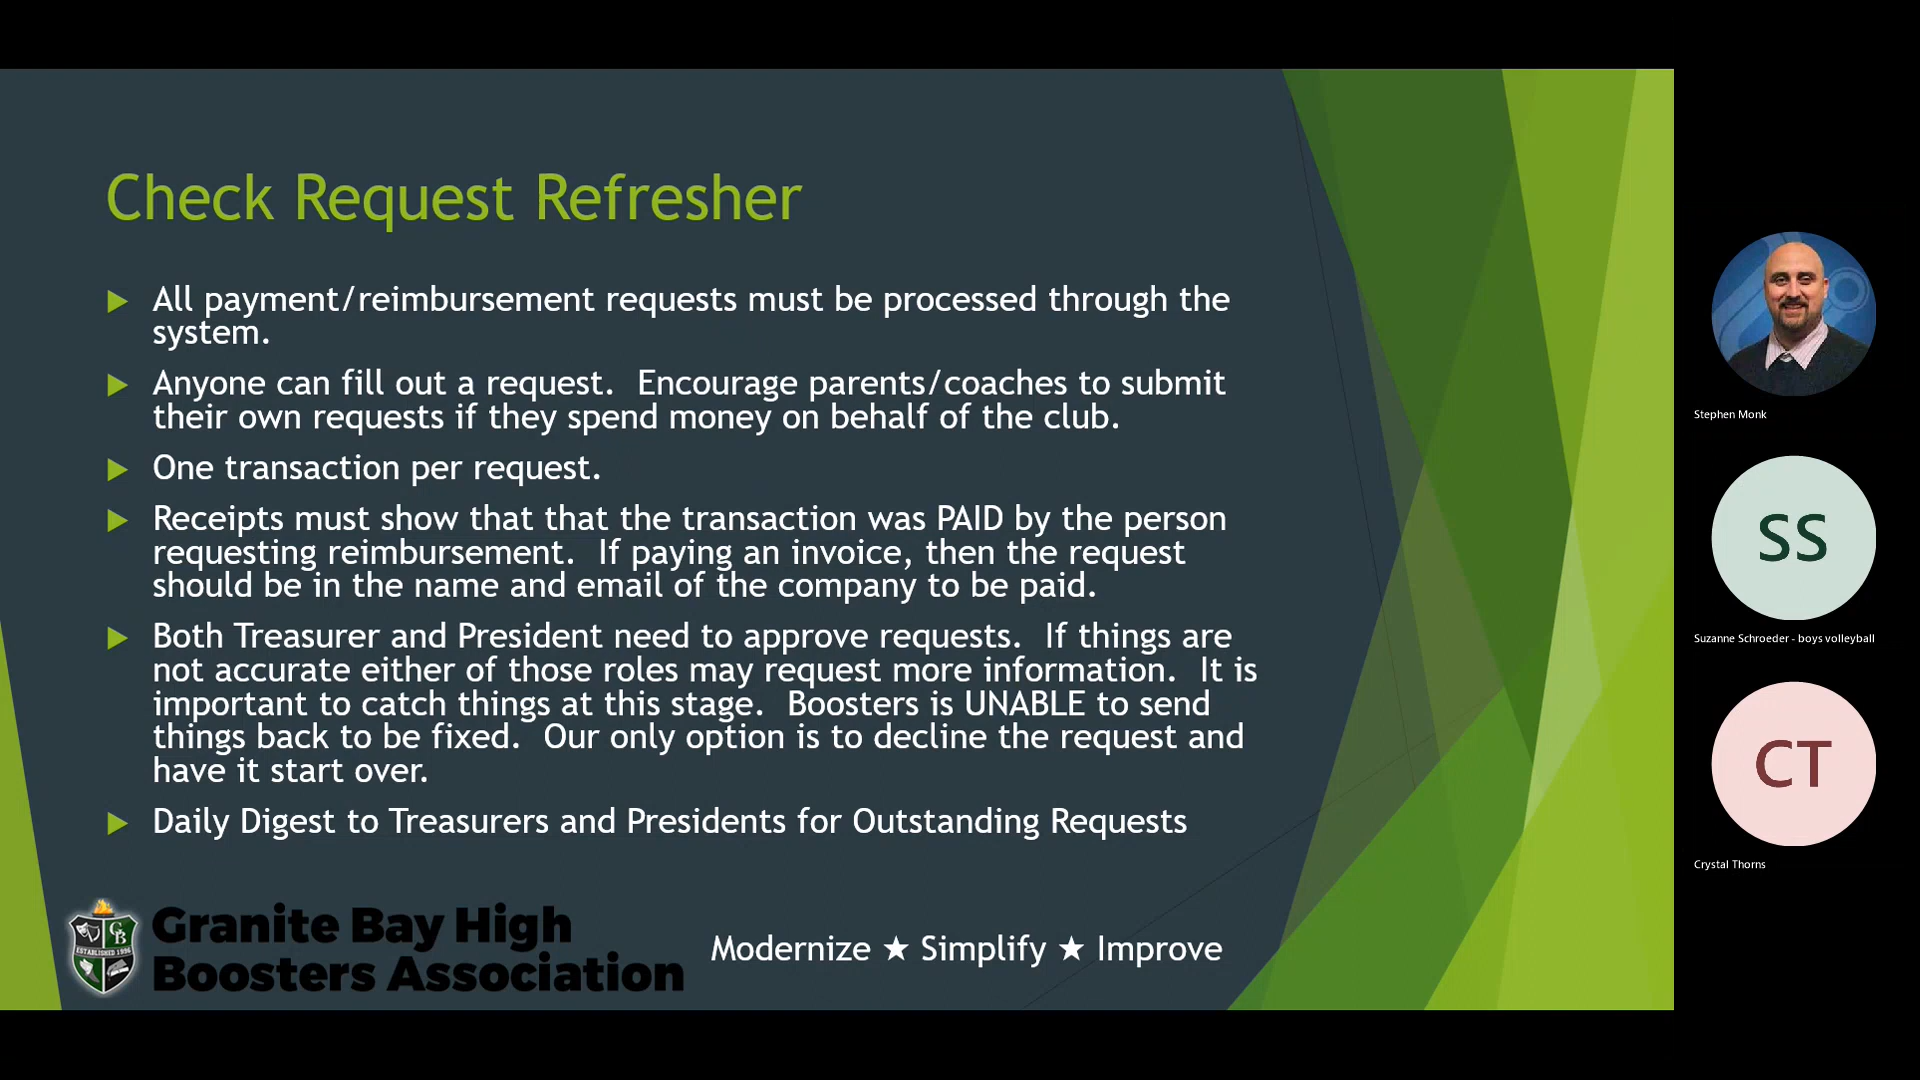 Check Request Refresher
All payment/reimbursement requests must be processed through the
system.
Anyone can fill out a request.  Encourage parents/coaches to submit
their own requests if they spend money on behalf of the club.
One transaction per request.
Receipts must show that that the transaction was PAID by the person
requesting reimbursement.  If paying an invoice, then the request
should be in the name and email of the company to be paid.
Both Treasurer and President need to approve requests.  If things are
not accurate either of those roles may request more information.  It is
important to catch things at this stage.  Boosters is UNABLE to send
things back to be fixed.  Our only option is to decline the request and
have it start over.
Daily Digest to Treasurers and Presidents for Outstanding Requests
GB
ESTABLISHED 1996
Granite Bay High
Boosters Association
Modernize ★ Simplify ★ Improve
Stephen Monk
SS
Suzanne Schroeder - boys volleyball
CT
Crystal Thorns